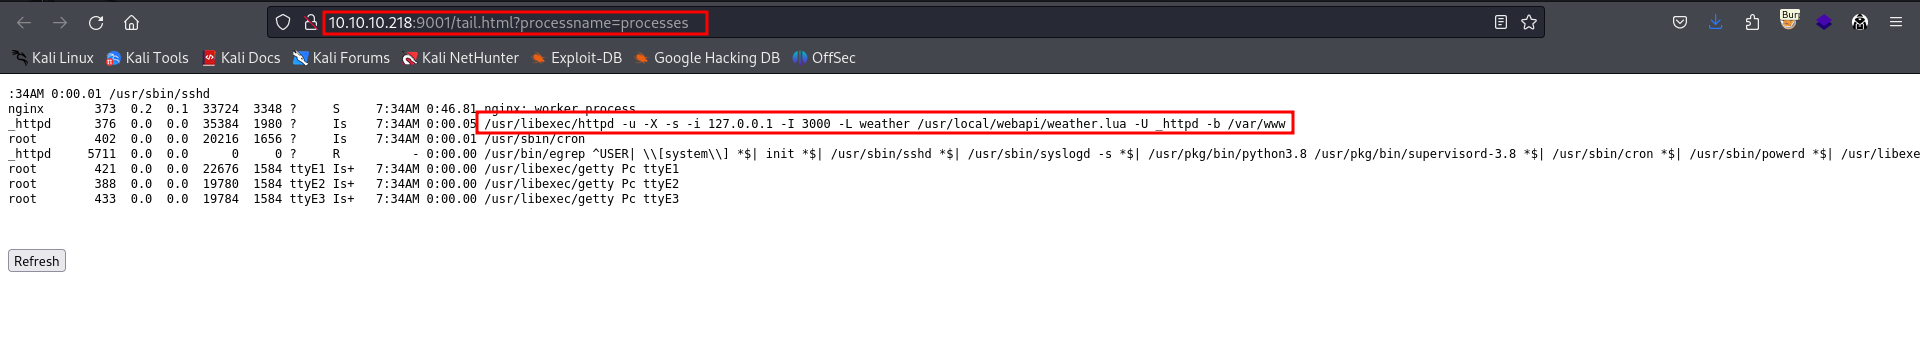 10.10.10.218:9001/tail.html?processname=processes
Kali Linux Kali Tools Kali Docs Kali Forums Kali NetHunter Exploit-DB Google Hacking DB OffSec
:34AM 0:00.01 /usr/sbin/sshd
nginx 373 0.2 0.1 33724 3348 ? S 7:34AM 0:46.81 nginx: worker process
_httpd 376 0.0 0.0 35384 1980 ? Is 7:34AM 0:00.05 /usr/libexec/httpd -u -X -s -i 127.0.0.1 -I 3000 -L weather /usr/local/webapi/weather.lua -U _httpd -b /var/www
root 402 0.0 0.0 20216 1656 ? Is 7:34AM 0:00.01 /usr/sbin/cron
_httpd 5711 0.0 0.0 0 0 ? R - 0:00.00 /usr/bin/egrep ^USER| \\[system\\] *$| init *$| /usr/sbin/sshd *$| /usr/sbin/syslogd -s *$| /usr/pkg/bin/python3.8 /usr/pkg/bin/supervisord-3.8 *$| /usr/sbin/cron *$| /usr/sbin/powerd *$| /usr/libexe
root 421 0.0 0.0 22676 1584 ttyE1 Is+ 7:34AM 0:00.00 /usr/libexec/getty Pc ttyE1
root 388 0.0 0.0 19780 1584 ttyE2 Is+ 7:34AM 0:00.00 /usr/libexec/getty Pc ttyE2
root 433 0.0 0.0 19784 1584 ttyE3 Is+ 7:34AM 0:00.00 /usr/libexec/getty Pc ttyE3
Refresh